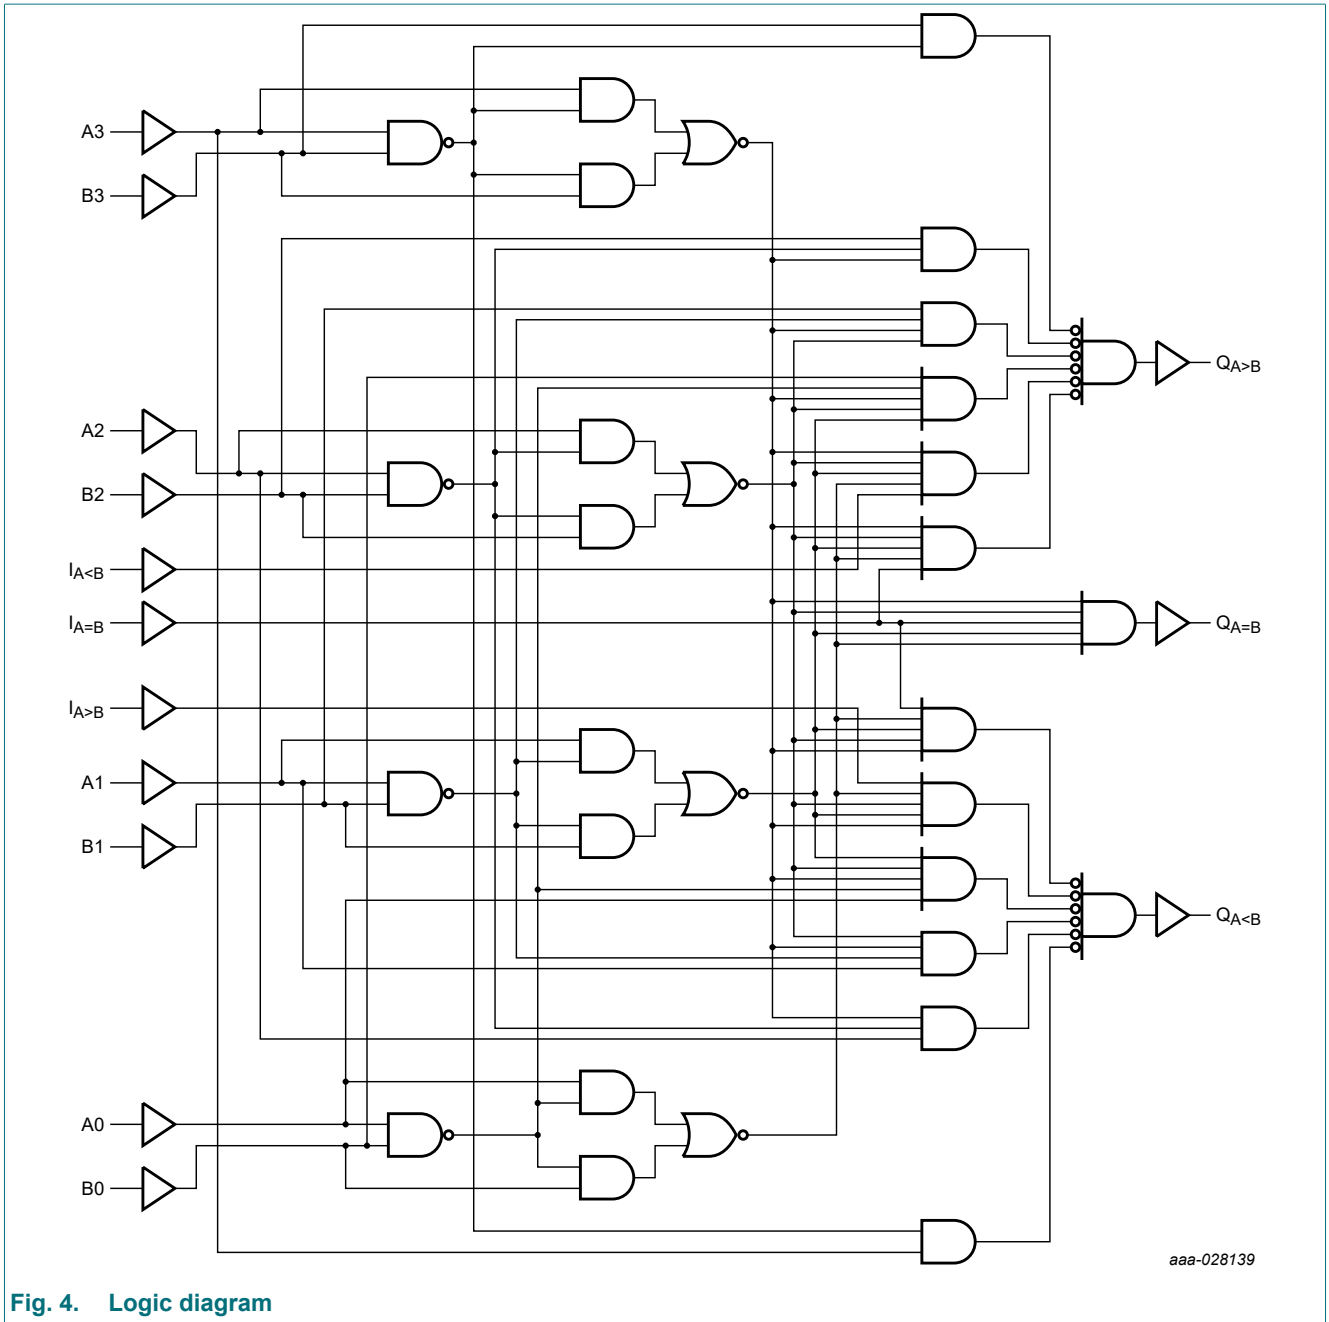 A3
B3
A2
B2
IA<B
IA=B
IA>B
A1
B1
A0
B0
QA>B
QA=B
QA<B
aaa-028139
Fig. 4. Logic diagram